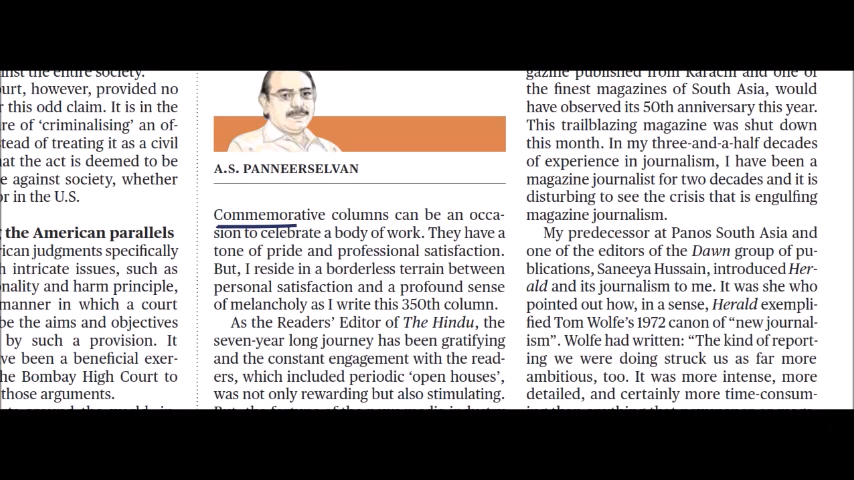 inst the entire society.
urt, however, provided no
r this odd claim. It is in the
re of ‘criminalising’ an of-
stead of treating it as a civil
at the act is deemed to be
e against society, whether
or in the U.S.
g the American parallels
rican judgments specifically
h intricate issues, such as
nality and harm principle,
manner in which a court
be the aims and objectives
by such a provision. It
ve been a beneficial exer-
he Bombay High Court to
those arguments.
A.S. PANNEERSELVAN
Commemorative columns can be an occa-
sion to celebrate a body of work. They have a
tone of pride and professional satisfaction.
But, I reside in a borderless terrain between
personal satisfaction and a profound sense
of melancholy as I write this 350th column.
As the Readers’ Editor of The Hindu, the
seven-year long journey has been gratifying
and the constant engagement with the read-
ers, which included periodic ‘open houses’,
was not only rewarding but also stimulating.
gazine published from Karachi and one of
the finest magazines of South Asia, would
have observed its 50th anniversary this year.
This trailblazing magazine was shut down
this month. In my three-and-a-half decades
of experience in journalism, I have been a
magazine journalist for two decades and it is
disturbing to see the crisis that is engulfing
magazine journalism.
My predecessor at Panos South Asia and
one of the editors of the Dawn group of pu-
blications, Saneeya Hussain, introduced Her-
ald and its journalism to me. It was she who
pointed out how, in a sense, Herald exempli-
fied Tom Wolfe’s 1972 canon of “new journal-
ism”. Wolfe had written: “The kind of report-
ing we were doing struck us as far more
ambitious, too. It was more intense, more
detailed, and certainly more time-consum-